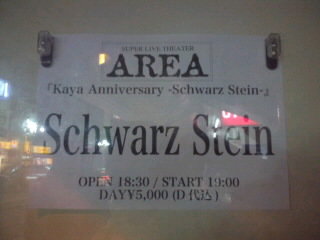 SUPER LIVE THEATER
AREA
『Kaya Anniversary -Schwarz Stein-』
Schwarz Stein
OPEN 18:30 / START 19:00
DAY¥5,000 (D代込)